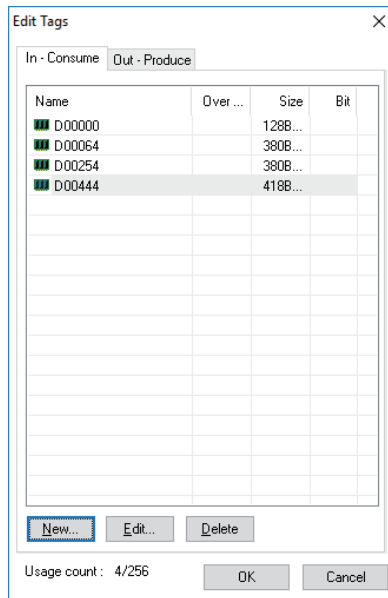 Edit Tags
In - Consume Out - Produce
Name Over ... Size Bit
D00000 128B...
D00064 380B...
D00254 380B...
D00444 418B...
New... Edit... Delete
Usage count : 4/256 OK Cancel